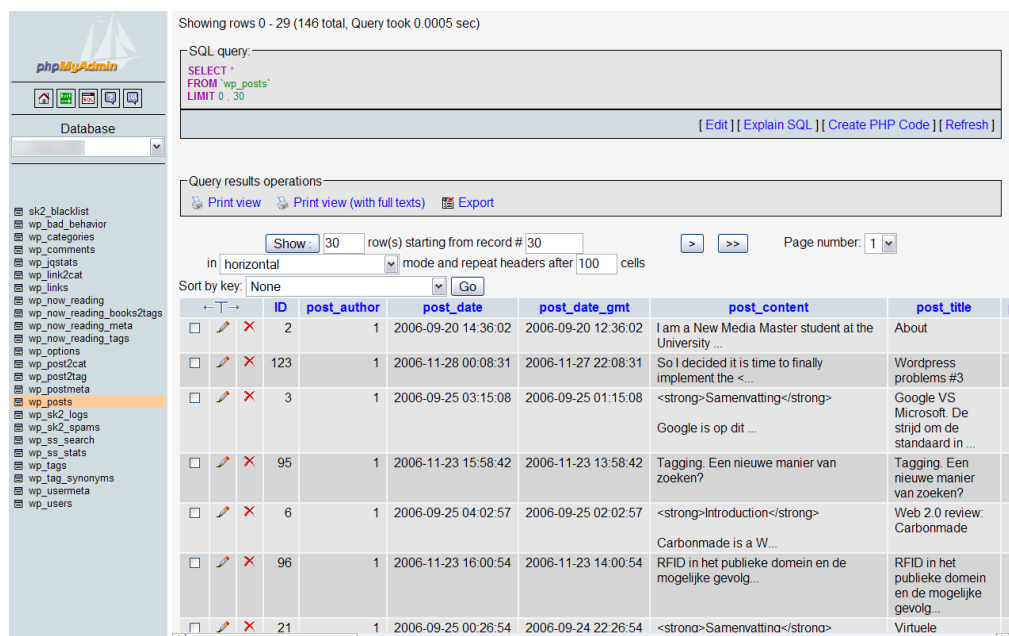 phpMyAdmin
Database
sk2_blacklist
wp_bad_behavior
wp_categories
wp_comments
wp_iqstats
wp_link2cat
wp_links
wp_now_reading
wp_now_reading_books2tags
wp_now_reading_meta
wp_now_reading_tags
wp_options
wp_post2cat
wp_post2tag
wp_postmeta
wp_posts
wp_sk2_logs
wp_sk2_spams
wp_ss_search
wp_ss_stats
wp_tags
wp_tag_synonyms
wp_usermeta
wp_users
Showing rows 0 - 29 (146 total, Query took 0.0005 sec)
SQL query:
SELECT *
FROM `wp_posts`
LIMIT 0 , 30
[ Edit ] [ Explain SQL ] [ Create PHP Code ] [ Refresh ]
Query results operations
Print view Print view (with full texts) Export
Show : 30 row(s) starting from record # 30 > >> Page number: 1
in horizontal mode and repeat headers after 100 cells
Sort by key: None Go
←T→ ID post_author post_date post_date_gmt post_content post_title
2 1 2006-09-20 14:36:02 2006-09-20 12:36:02 I am a New Media Master student at the About
University ...
123 1 2006-11-28 00:08:31 2006-11-27 22:08:31 So I decided it is time to finally Wordpress
implement the <... problems #3
3 1 2006-09-25 03:15:08 2006-09-25 01:15:08 <strong>Samenvatting</strong> Google VS
Microsoft. De
Google is op dit ... strijd om de
standaard in ...
95 1 2006-11-23 15:58:42 2006-11-23 13:58:42 Tagging. Een nieuwe manier van Tagging. Een
zoeken? nieuwe manier
van zoeken?
6 1 2006-09-25 04:02:57 2006-09-25 02:02:57 <strong>Introduction</strong> Web 2.0 review:
Carbonmade
Carbonmade is a W...
96 1 2006-11-23 16:00:54 2006-11-23 14:00:54 RFID in het publieke domein en de RFID in het
mogelijke gevolg... publieke domein
en de mogelijke
gevolg...
21 1 2006-09-25 00:26:54 2006-09-24 22:26:54 <strong>Samenvatting</strong> Virtuele